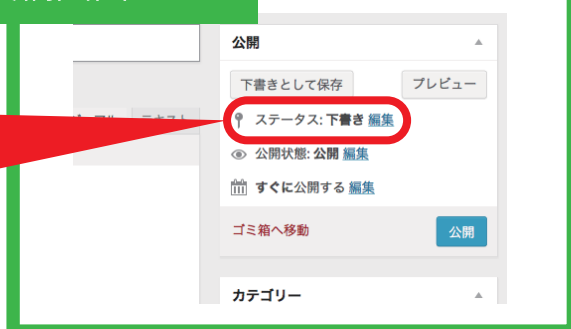 公開
下書きとして保存 プレビュー
ステータス: 下書き 編集
公開状態: 公開 編集
すぐに公開する 編集
ゴミ箱へ移動 公開
カテゴリー